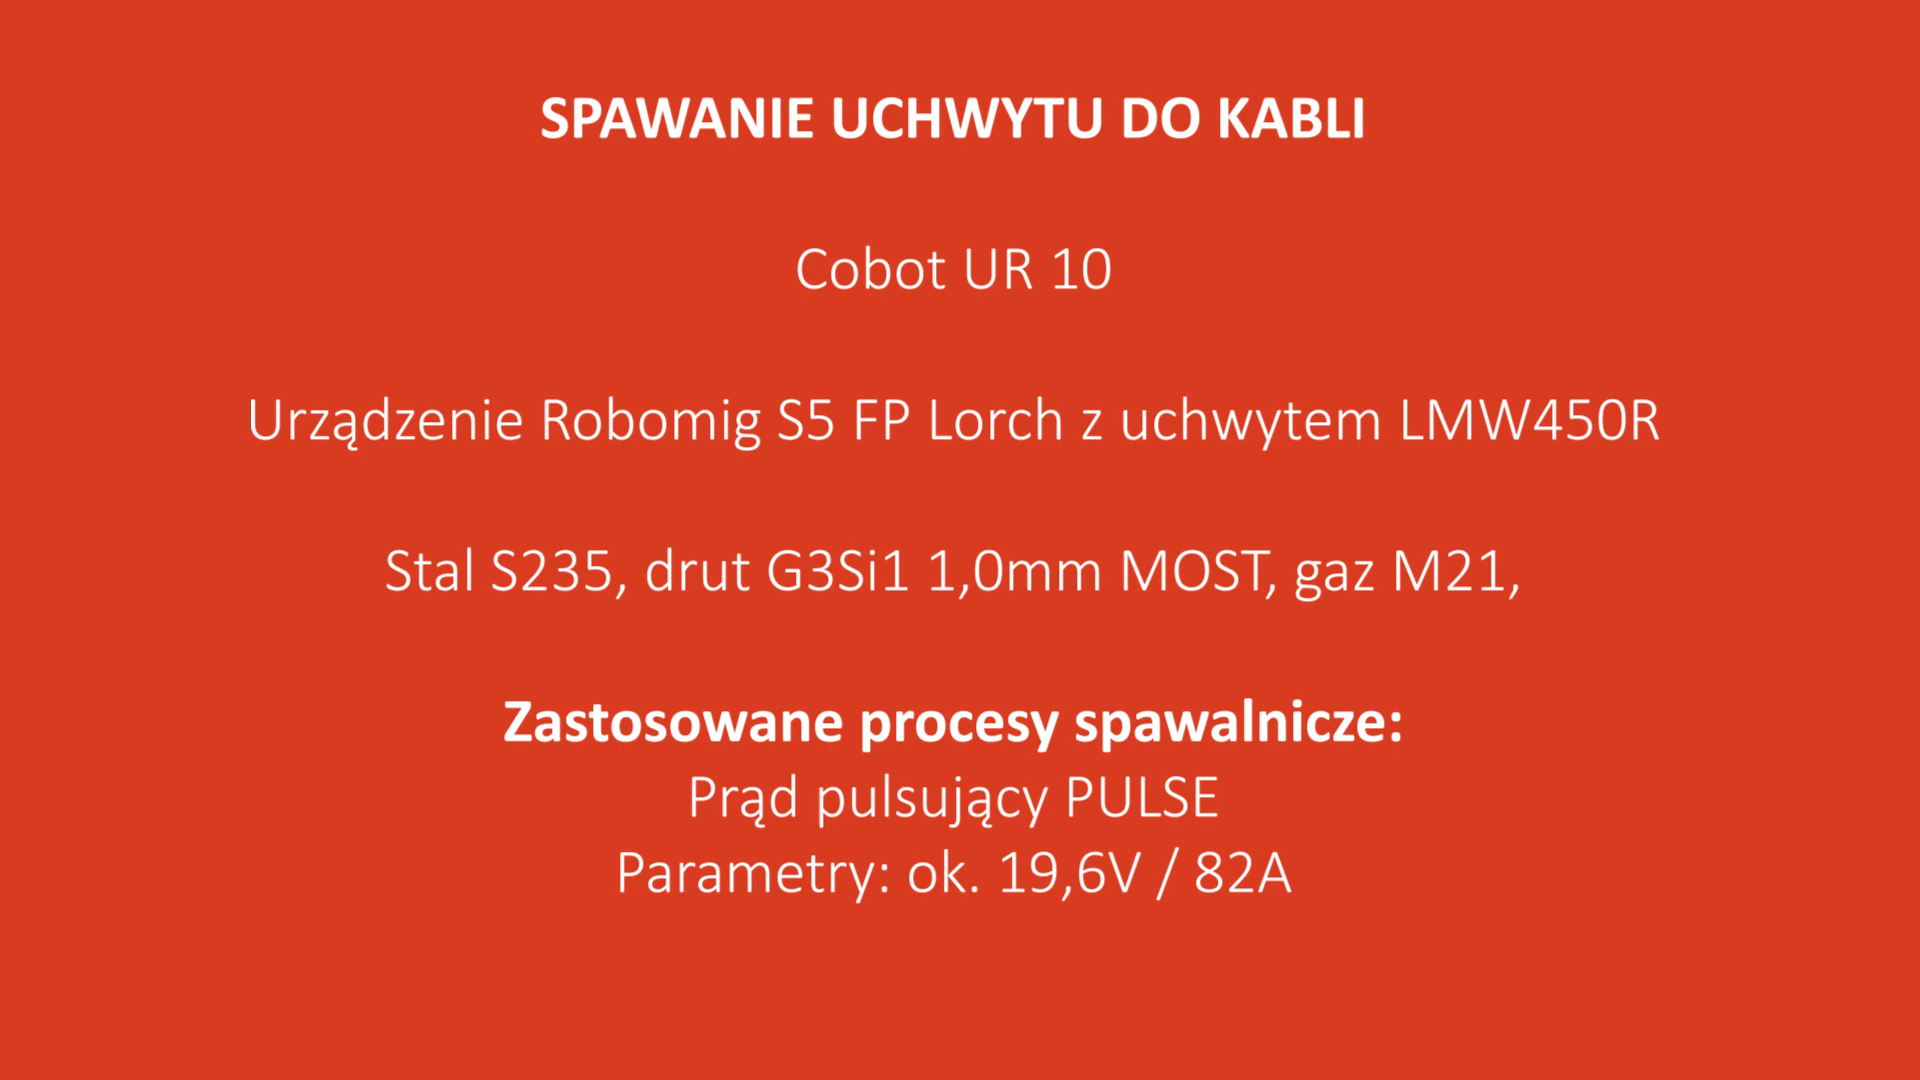 SPAWANIE UCHWYTU DO KABLI
Cobot UR 10
Urządzenie Robomig S5 FP Lorch z uchwytem LMW450R
Stal S235, drut G3Si1 1,0mm MOST, gaz M21,
Zastosowane procesy spawalnicze:
Prąd pulsujący PULSE
Parametry: ok. 19,6V / 82A